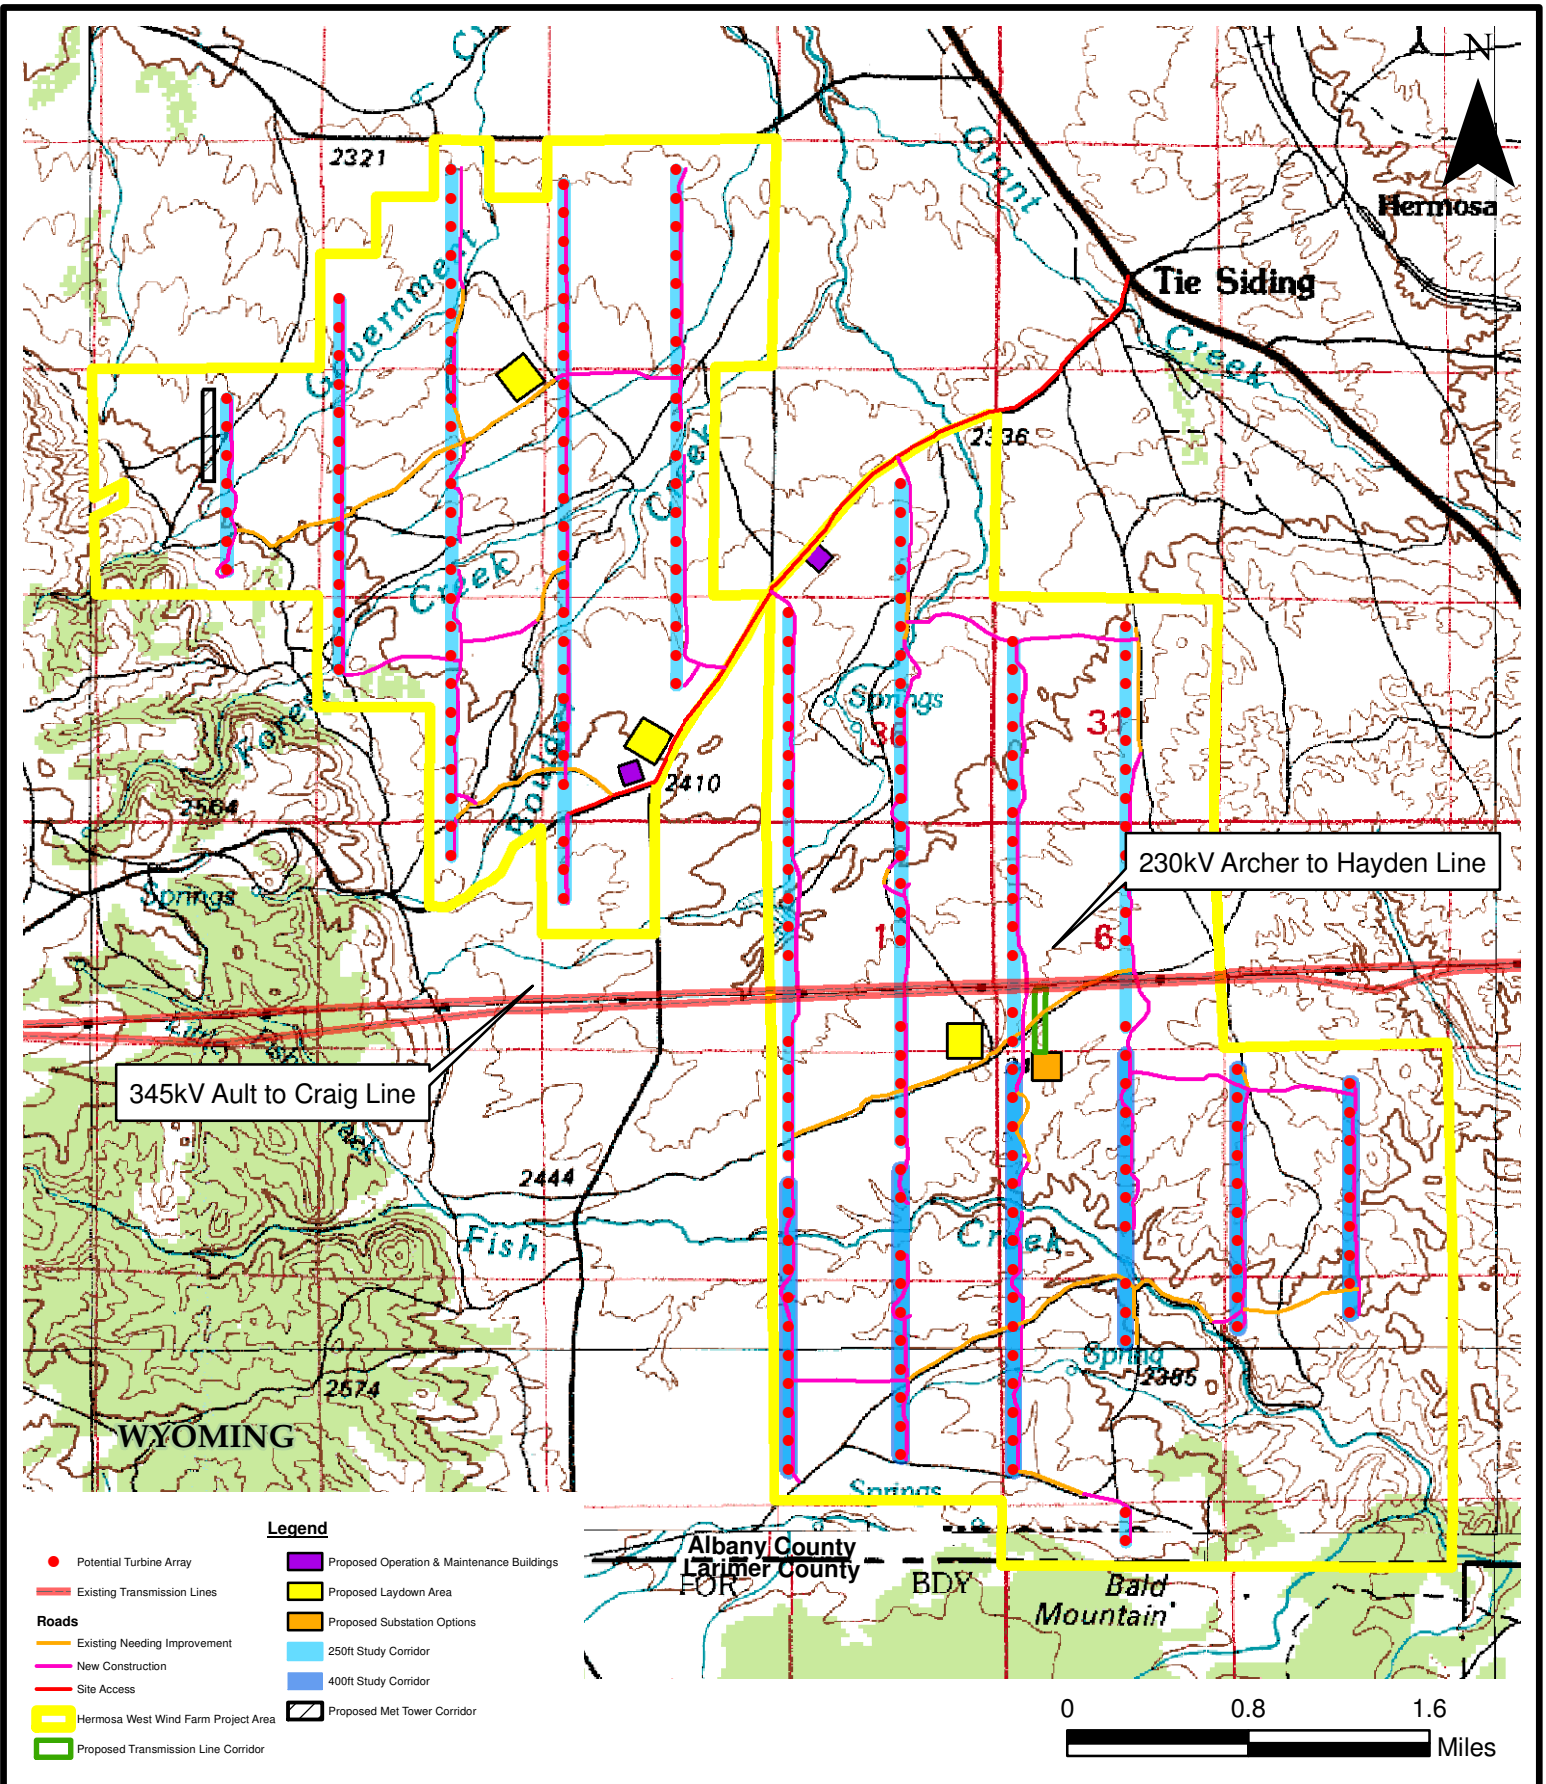 N
2321
Grant
Hermosa
Government
Tie Siding
Creek
2336
Creek
Creek
Springs
36
31
Forest
Boulder
2410
2564
230kV Archer to Hayden Line
Springs
1
6
345kV Ault to Craig Line
2444
Fish
Creek
Spring
2385
2574
WYOMING
Springs
Legend
Potential Turbine Array
Existing Transmission Lines
Roads
Existing Needing Improvement
New Construction
Site Access
Hermosa West Wind Farm Project Area
Proposed Transmission Line Corridor
Proposed Operation & Maintenance Buildings
Proposed Laydown Area
Proposed Substation Options
250ft Study Corridor
400ft Study Corridor
Proposed Met Tower Corridor
Albany County
Larimer County
FOR
BDY
Bald
Mountain
0 0.8 1.6
Miles